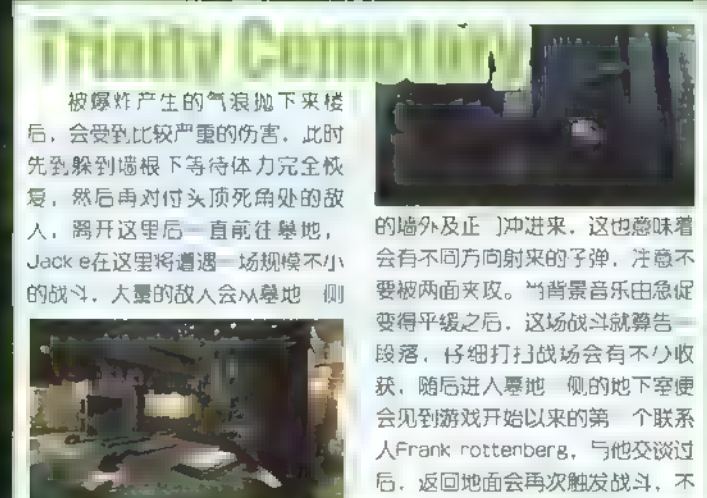 Trinity Cemetery
被爆炸产生的气浪抛下来楼
后，会受到比较严重的伤害．此时
先到躲到墙根下等待体力完全恢
复，然后再对付头顶死角处的敌
人，离开这里后一直前往墓地，
Jackie在这里将遭遇一场规模不小
的战斗．大量的敌人会从墓地一侧
的墙外及正门冲进来．这也意味着
会有不同方向射来的子弹．注意不
要被两面夹攻。当背景音乐由急促
变得平缓之后．这场战斗就算告一
段落．仔细打扫战场会有不少收
获．随后进入墓地一侧的地下室便
会见到游戏开始以来的第一个联系
人Frank rottenberg，与他交谈过
后．返回地面会再次触发战斗．不